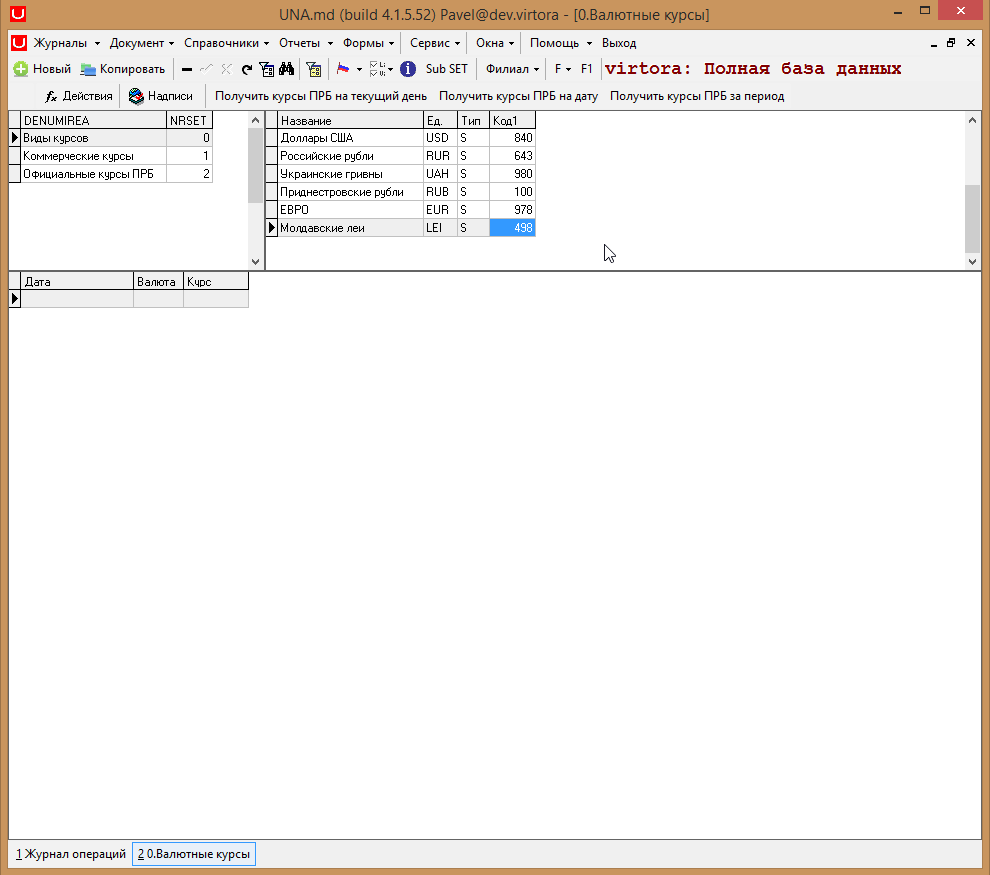 UNA.md (build 4.1.5.52) Pavel@dev.virtora - [0.Валютные курсы]
Журналы Документ Справочники Отчеты Формы Сервис Окна Помощь Выход
Новый Копировать Sub SET Филиал F F1 virtora: Полная база данных
fx Действия Надписи Получить курсы ПРБ на текущий день Получить курсы ПРБ на дату Получить курсы ПРБ за период
DENUMIREA NRSET
Виды курсов 0
Коммерческие курсы 1
Официальные курсы ПРБ 2
Название Ед. Тип Код1
Доллары США USD S 840
Российские рубли RUR S 643
Украинские гривны UAH S 980
Приднестровские рубли RUB S 100
ЕВРО EUR S 978
Молдавские леи LEI S 498
Дата Валюта Курс
1 Журнал операций 2 0.Валютные курсы